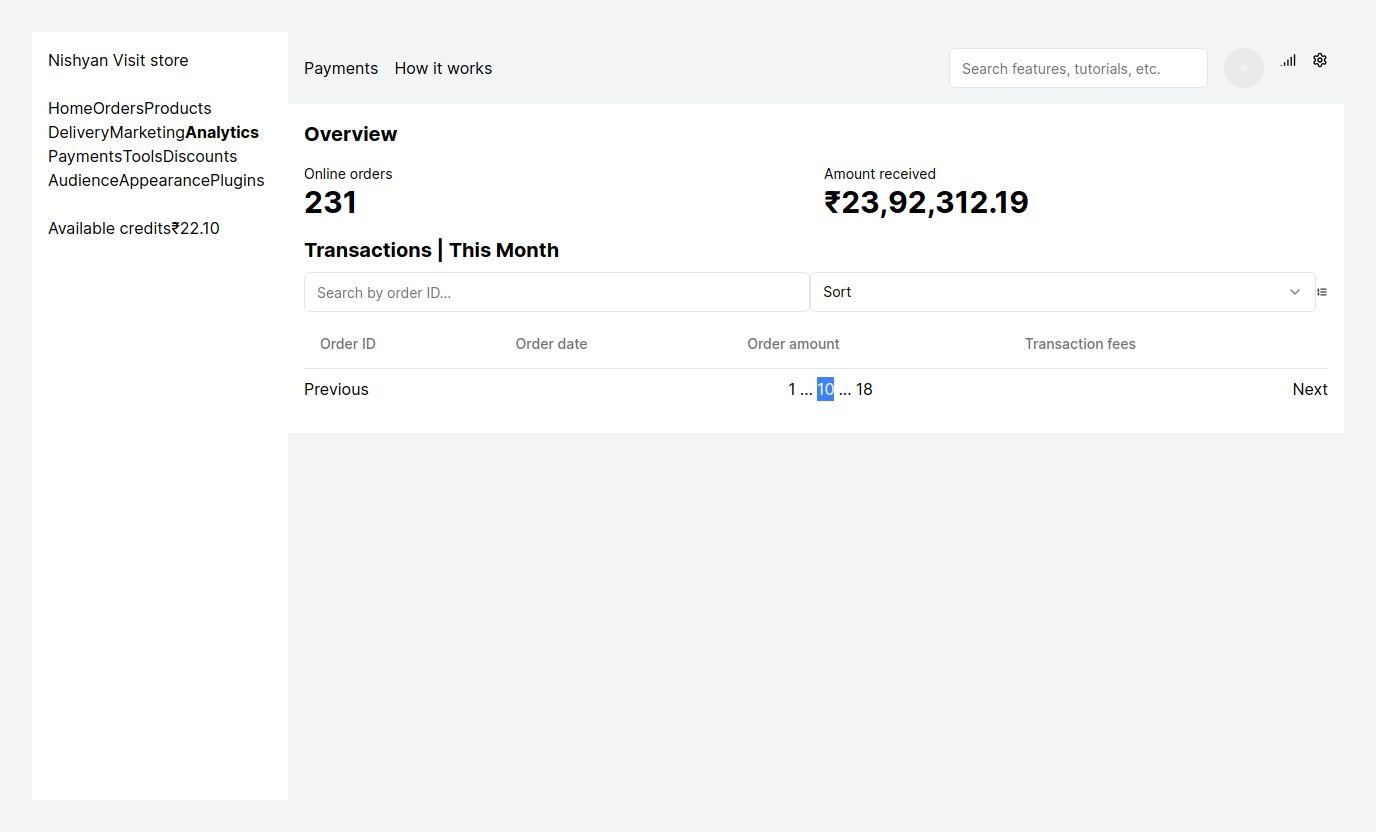 Nishyan Visit store
HomeOrdersProducts
DeliveryMarketingAnalytics
PaymentsToolsDiscounts
AudienceAppearancePlugins
Available credits₹22.10
Payments How it works Search features, tutorials, etc.
Overview
Online orders Amount received
231 ₹23,92,312.19
Transactions | This Month
Search by order ID... Sort
Order ID Order date Order amount Transaction fees
Previous 1 ... 10 ... 18 Next